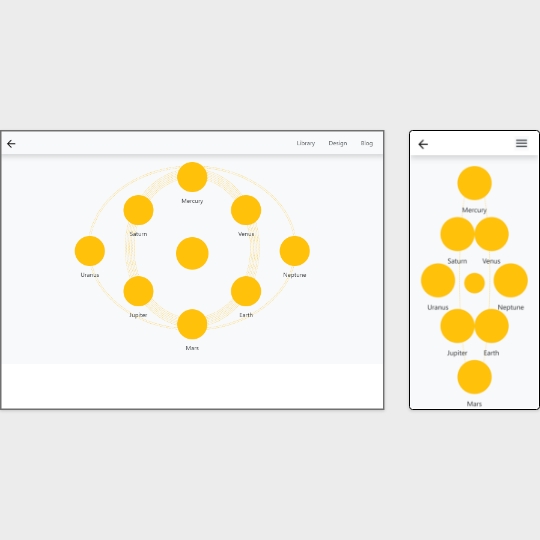 Library Design Blog
Mercury
Saturn Venus
Uranus Neptune
Jupiter Earth
Mars
Mercury
Saturn Venus
Uranus Neptune
Jupiter Earth
Mars